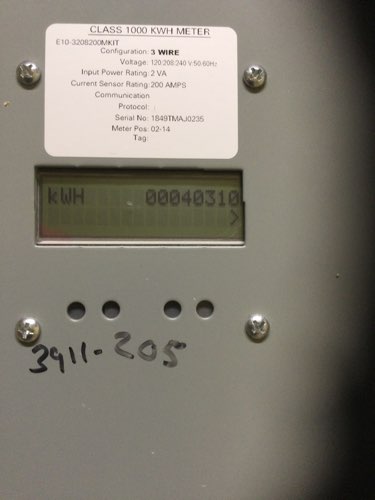 CLASS 1000 KWH METER
E10-3208200MKIT
Configuration: 3 WIRE
Voltage: 120:208:240 V:50-60Hz
Input Power Rating: 2 VA
Current Sensor Rating: 200 AMPS
Communication
Protocol: :
Serial No: 1849TMAJ0235
Meter Pos: 02-14
Tag:
kWH 00040310
>
3911-205